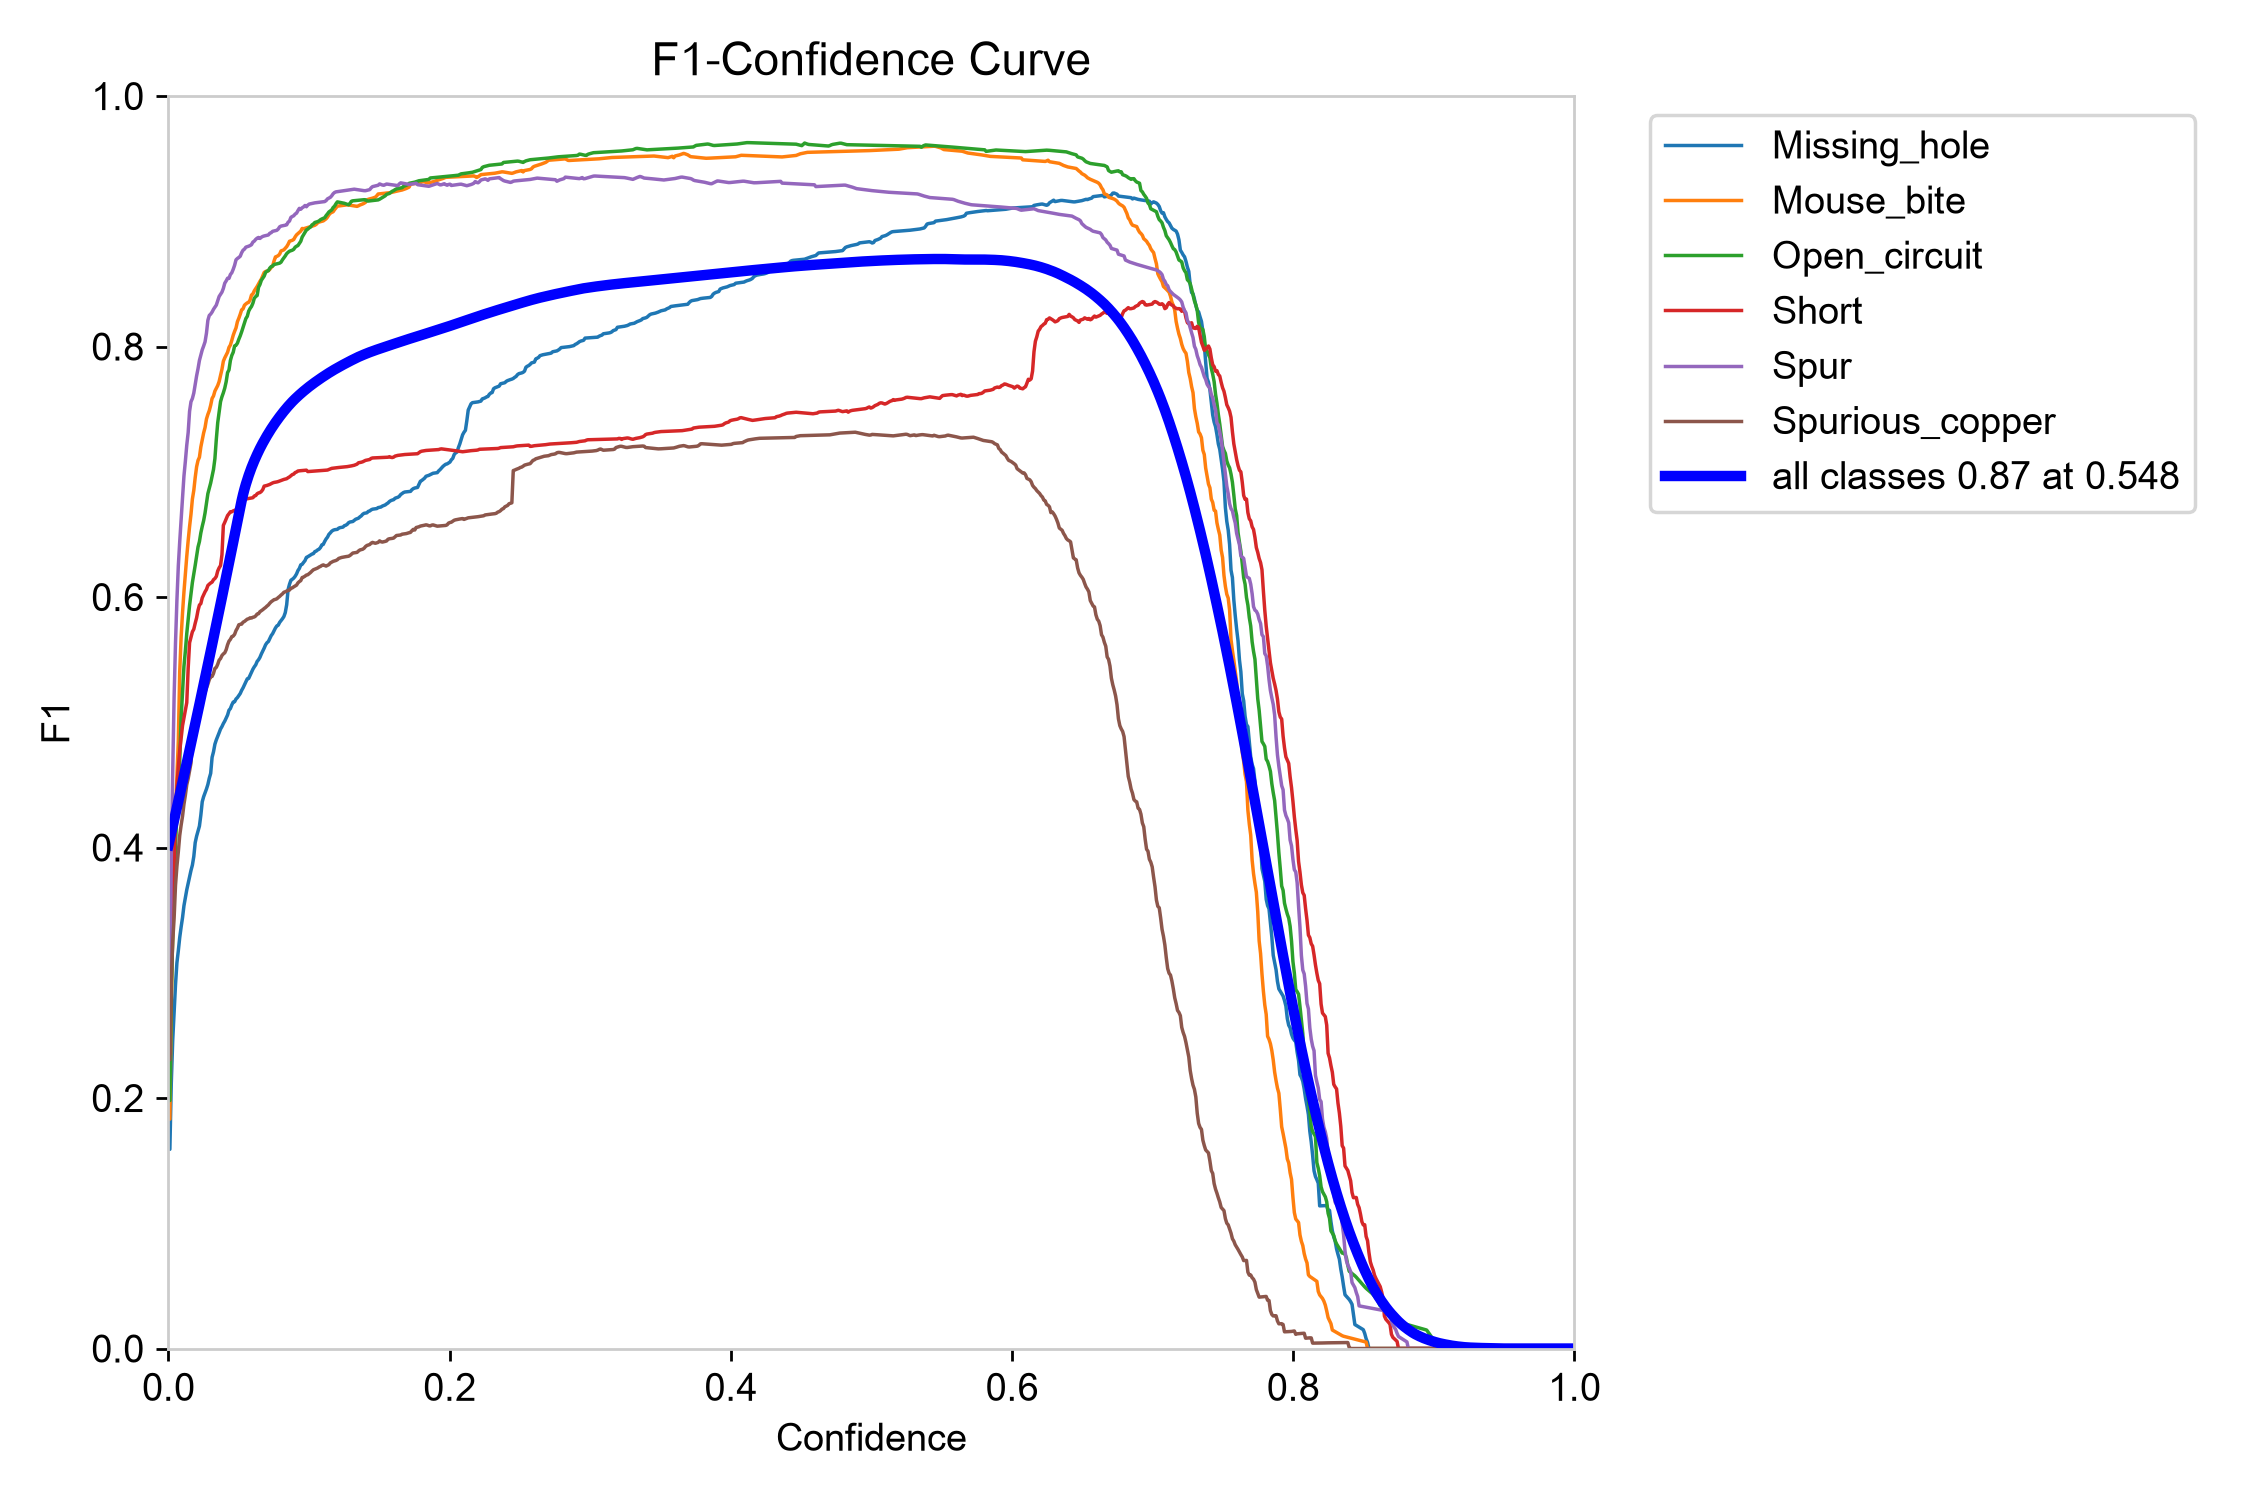 F1-Confidence Curve
1.0
0.8
0.6
0.4
0.2
0.0
F1
0.0 0.2 0.4 0.6 0.8 1.0
Confidence
Missing_hole
Mouse_bite
Open_circuit
Short
Spur
Spurious_copper
all classes 0.87 at 0.548